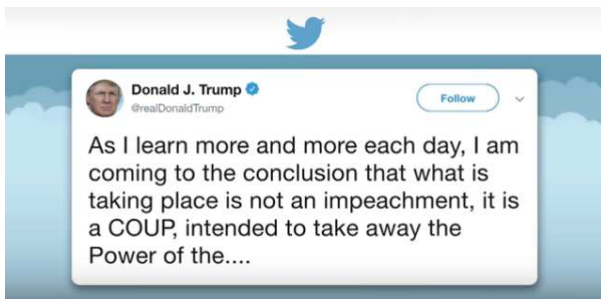 Donald J. Trump
@realDonaldTrump
Follow
As I learn more and more each day, I am
coming to the conclusion that what is
taking place is not an impeachment, it is
a COUP, intended to take away the
Power of the....